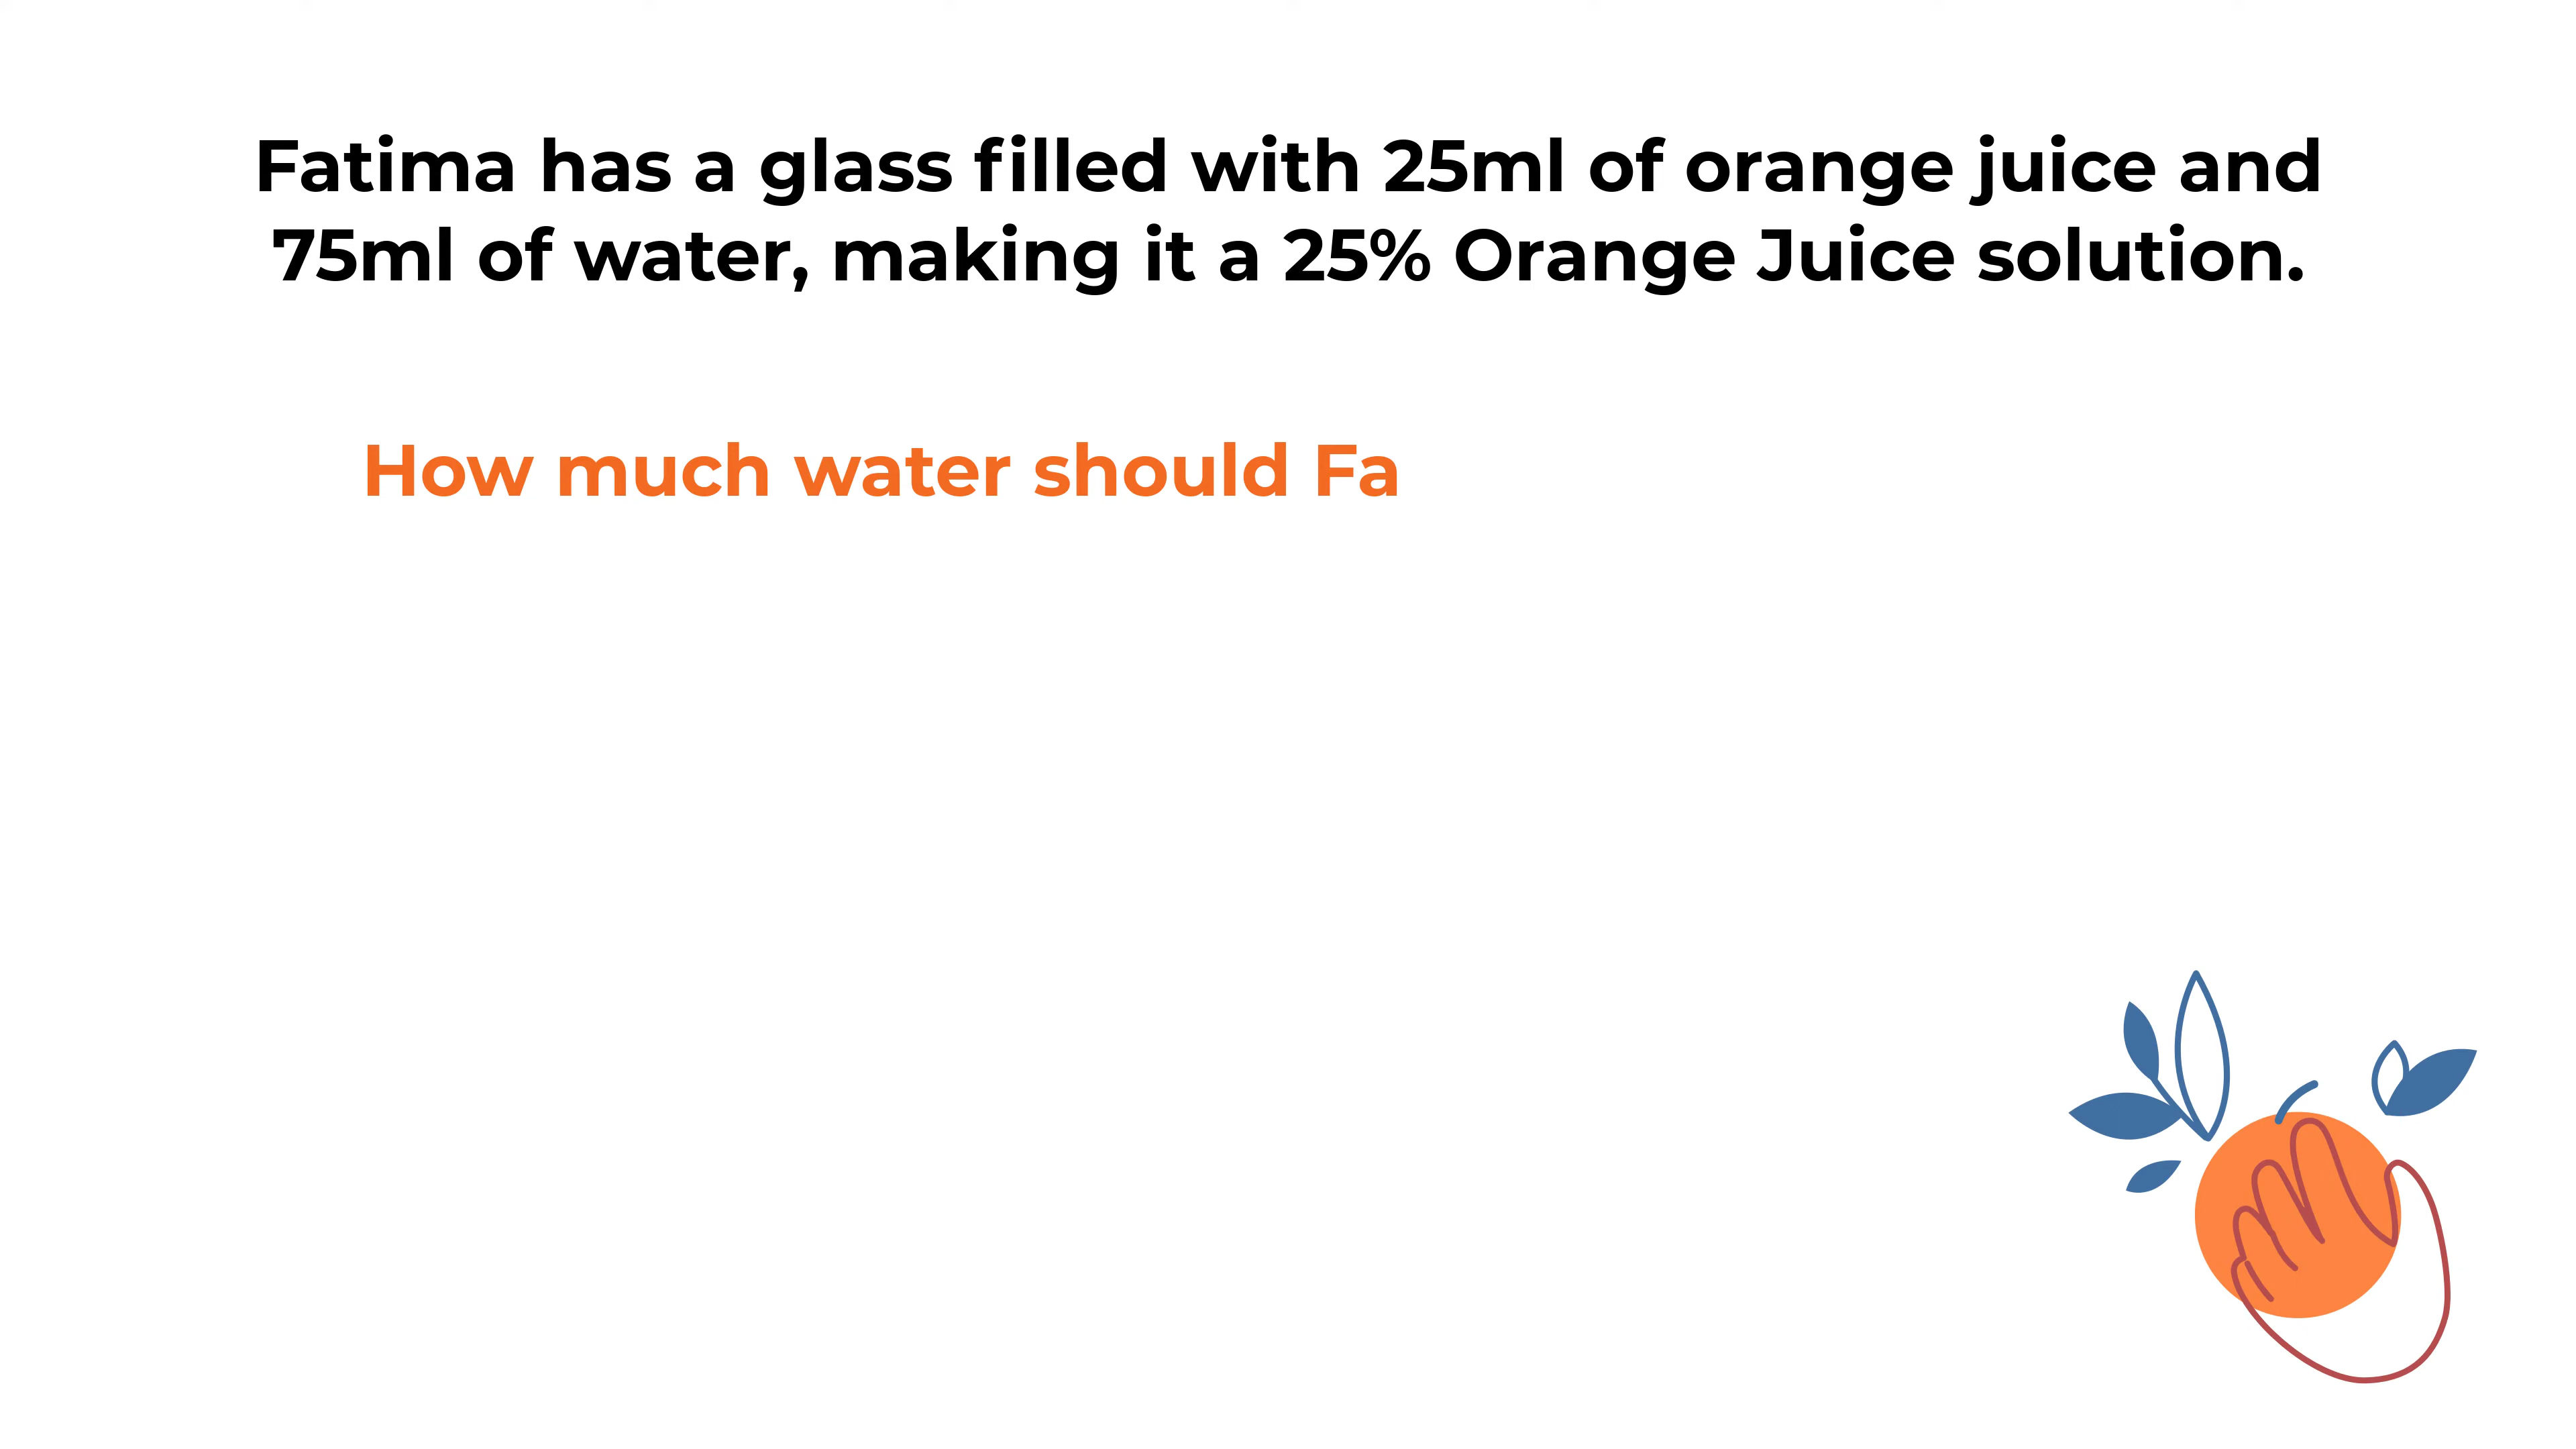 Fatima has a glass filled with 25ml of orange juice and
75ml of water, making it a 25% Orange Juice solution.
How much water should Fa